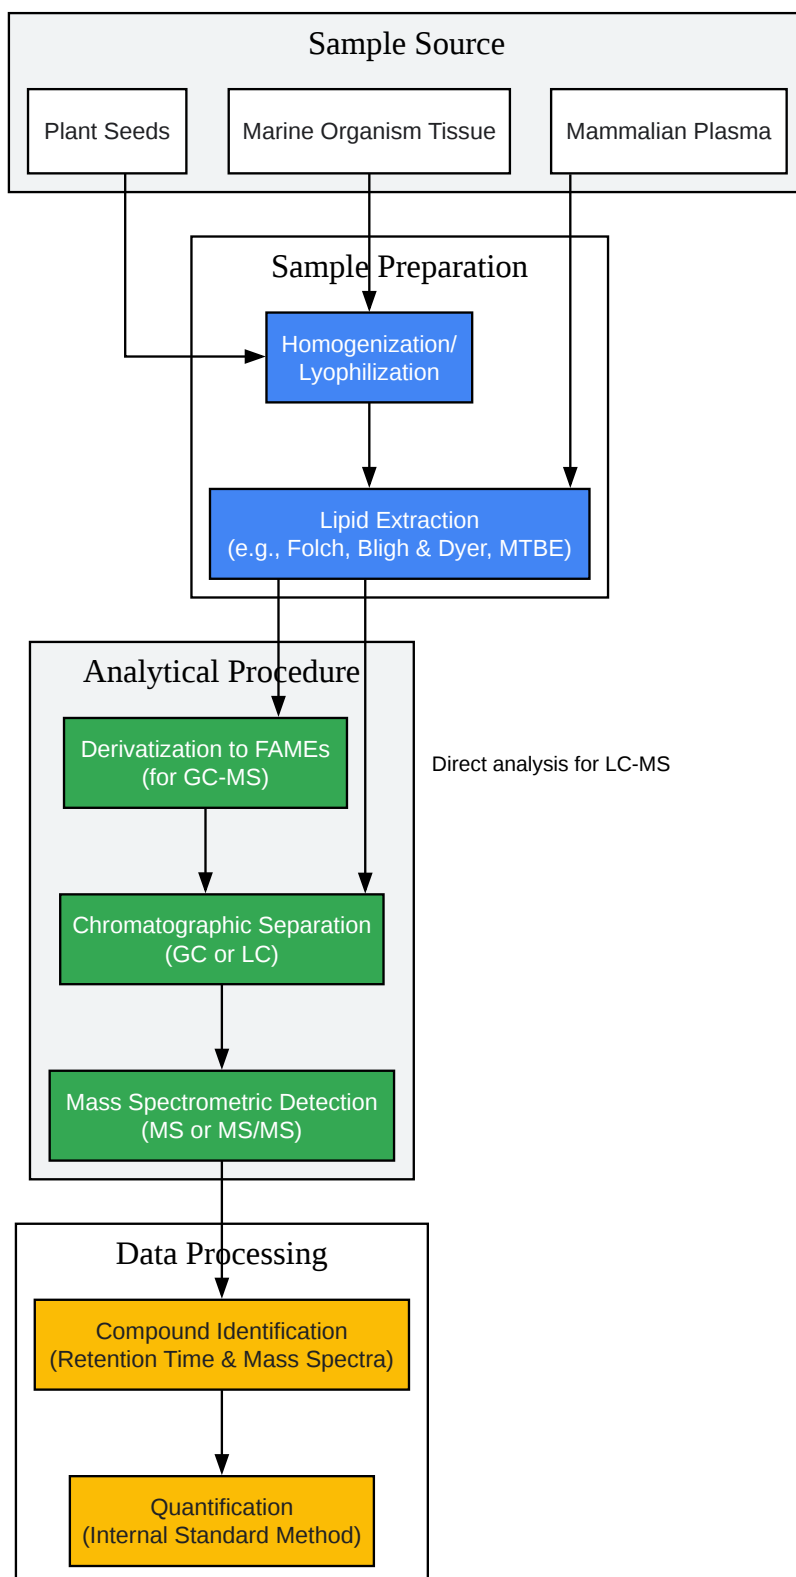 Sample Source
Plant Seeds
Marine Organism Tissue
Mammalian Plasma
Sample Preparation
Homogenization/
Lyophilization
Lipid Extraction
(e.g., Folch, Bligh & Dyer, MTBE)
Analytical Procedure
Derivatization to FAMEs
(for GC-MS)
Direct analysis for LC-MS
Chromatographic Separation
(GC or LC)
Mass Spectrometric Detection
(MS or MS/MS)
Data Processing
Compound Identification
(Retention Time & Mass Spectra)
Quantification
(Internal Standard Method)